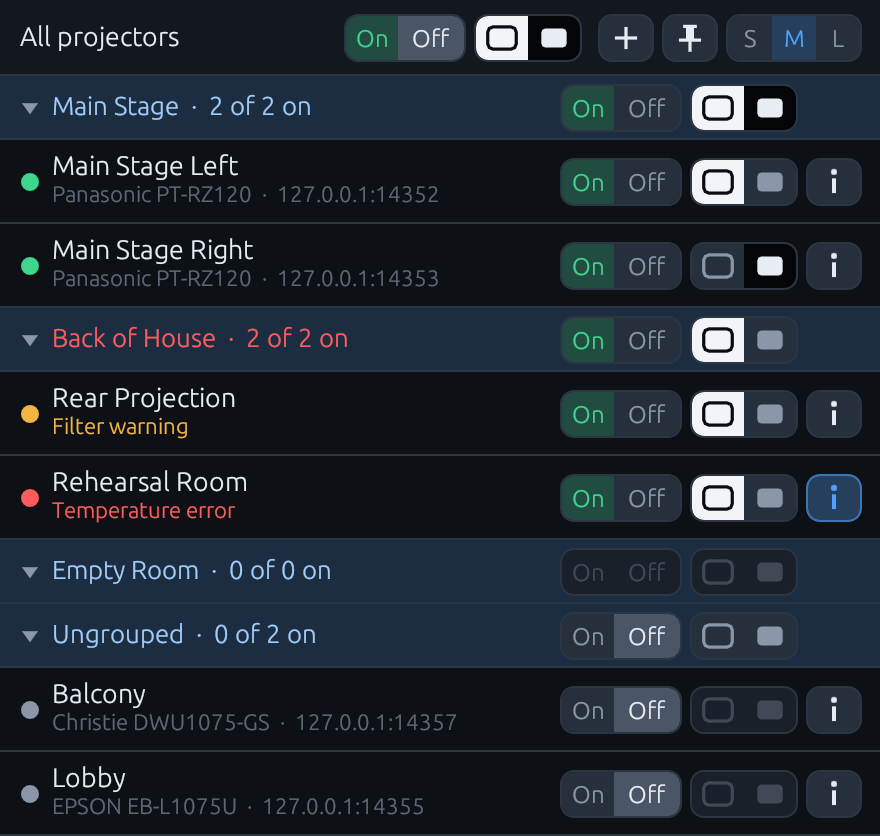 All projectors On Off S M L
Main Stage · 2 of 2 on On Off
Main Stage Left
Panasonic PT-RZ120 · 127.0.0.1:14352
On Off i
Main Stage Right
Panasonic PT-RZ120 · 127.0.0.1:14353
On Off i
Back of House · 2 of 2 on On Off
Rear Projection
Filter warning
On Off i
Rehearsal Room
Temperature error
On Off i
Empty Room · 0 of 0 on On Off
Ungrouped · 0 of 2 on On Off
Balcony
Christie DWU1075-GS · 127.0.0.1:14357
On Off i
Lobby
EPSON EB-L1075U · 127.0.0.1:14355
On Off i